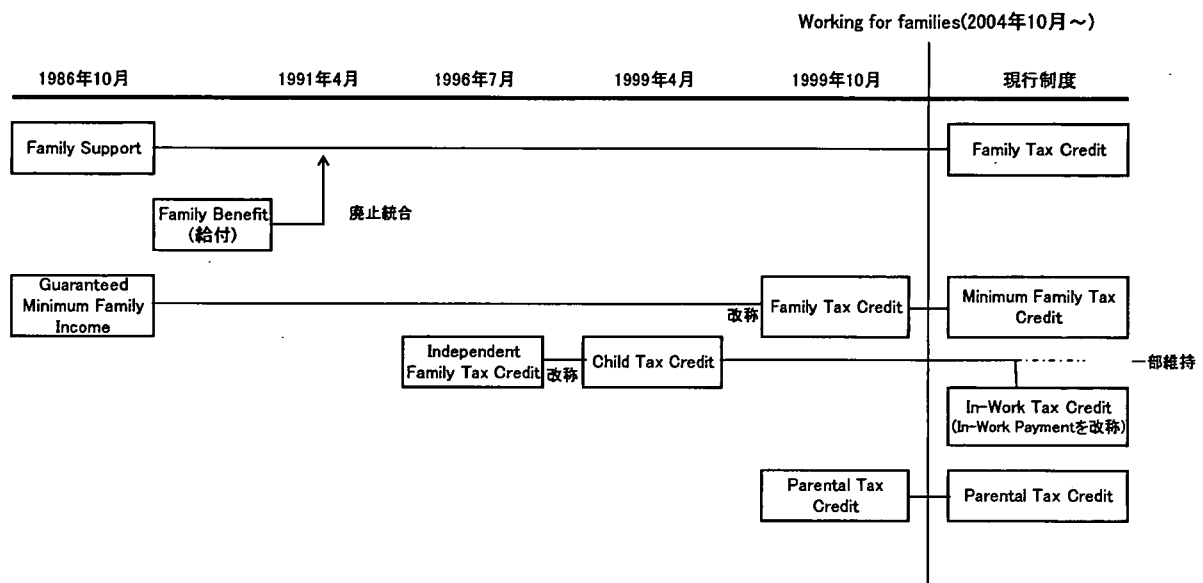 Working for families(2004年10月～)
1986年10月
1991年4月
1996年7月
1999年4月
1999年10月
現行制度
Family Support
Family Tax Credit
Family Benefit
(給付)
廃止統合
Guaranteed
Minimum Family
Income
改称
Family Tax Credit
Minimum Family Tax
Credit
Independent
Family Tax Credit
改称
Child Tax Credit
一部維持
In-Work Tax Credit
(In-Work Paymentを改称)
Parental Tax
Credit
Parental Tax Credit